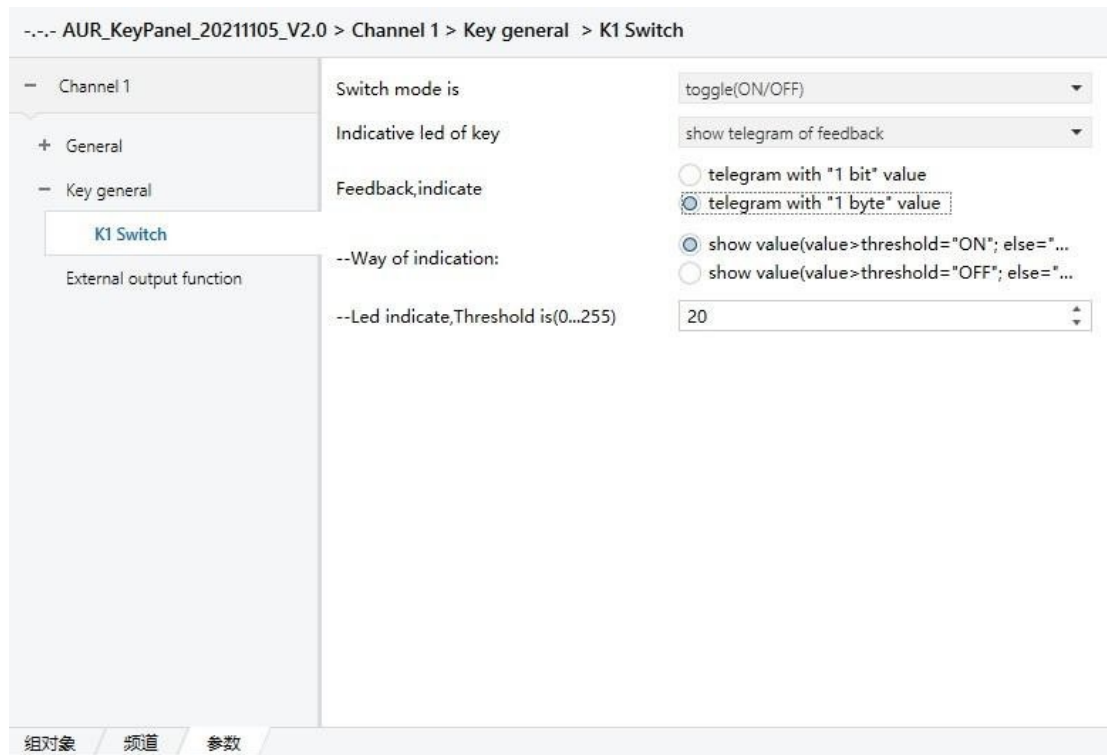 -.-.- AUR_KeyPanel_20211105_V2.0 > Channel 1 > Key general > K1 Switch
Channel 1
General
Key general
K1 Switch
External output function
Switch mode is
toggle(ON/OFF)
Indicative led of key
show telegram of feedback
Feedback,indicate
telegram with "1 bit" value
telegram with "1 byte" value
--Way of indication:
show value(value>threshold="ON"; else="...
show value(value>threshold="OFF"; else="...
--Led indicate,Threshold is(0...255)
20
组对象
频道
参数